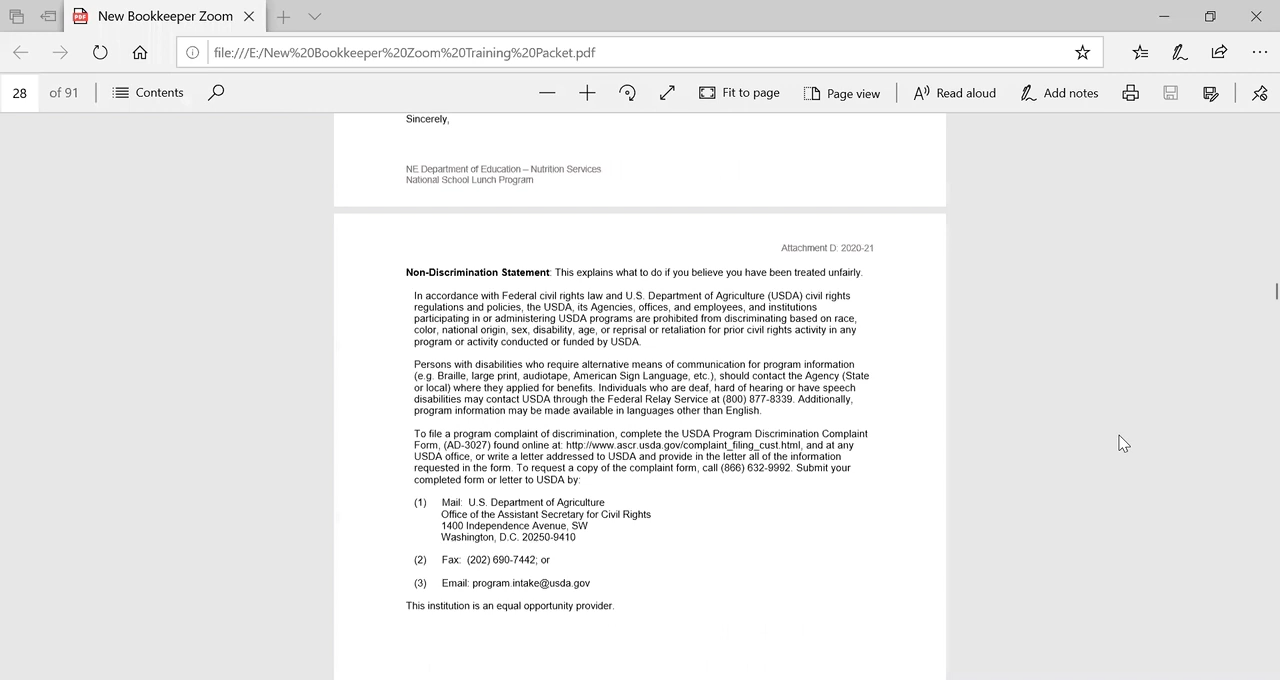 New Bookkeeper Zoom
file:///E:/New%20Bookkeeper%20Zoom%20Training%20Packet.pdf
28 of 91 Contents Fit to page Page view Read aloud Add notes
Sincerely,
NE Department of Education – Nutrition Services
National School Lunch Program
Attachment D: 2020-21
Non-Discrimination Statement: This explains what to do if you believe you have been treated unfairly.
In accordance with Federal civil rights law and U.S. Department of Agriculture (USDA) civil rights
regulations and policies, the USDA, its Agencies, offices, and employees, and institutions
participating in or administering USDA programs are prohibited from discriminating based on race,
color, national origin, sex, disability, age, or reprisal or retaliation for prior civil rights activity in any
program or activity conducted or funded by USDA.
Persons with disabilities who require alternative means of communication for program information
(e.g. Braille, large print, audiotape, American Sign Language, etc.), should contact the Agency (State
or local) where they applied for benefits. Individuals who are deaf, hard of hearing or have speech
disabilities may contact USDA through the Federal Relay Service at (800) 877-8339. Additionally,
program information may be made available in languages other than English.
To file a program complaint of discrimination, complete the USDA Program Discrimination Complaint
Form, (AD-3027) found online at: http://www.ascr.usda.gov/complaint_filing_cust.html, and at any
USDA office, or write a letter addressed to USDA and provide in the letter all of the information
requested in the form. To request a copy of the complaint form, call (866) 632-9992. Submit your
completed form or letter to USDA by:
(1) Mail: U.S. Department of Agriculture
Office of the Assistant Secretary for Civil Rights
1400 Independence Avenue, SW
Washington, D.C. 20250-9410
(2) Fax: (202) 690-7442; or
(3) Email: program.intake@usda.gov
This institution is an equal opportunity provider.